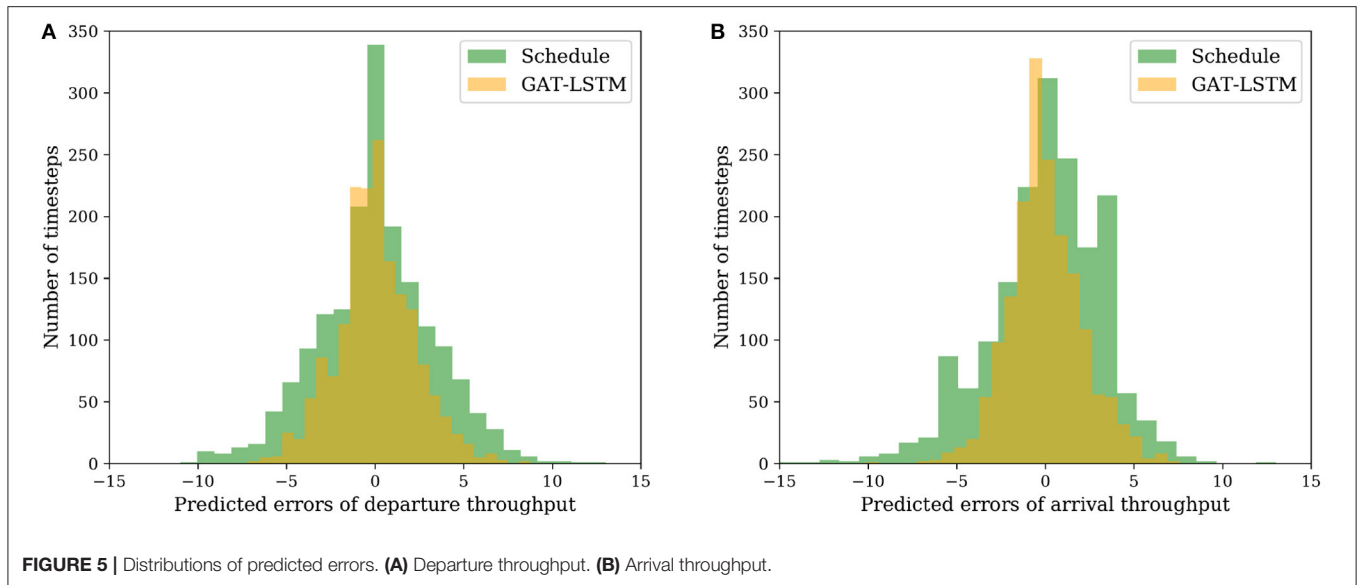 A
350
300
250
200
150
100
50
0
Number of timesteps
Schedule
GAT-LSTM
−15
−10
−5
0
5
10
15
Predicted errors of departure throughput
B
350
300
250
200
150
100
50
0
Number of timesteps
Schedule
GAT-LSTM
−15
−10
−5
0
5
10
15
Predicted errors of arrival throughput
FIGURE 5 | Distributions of predicted errors. (A) Departure throughput. (B) Arrival throughput.